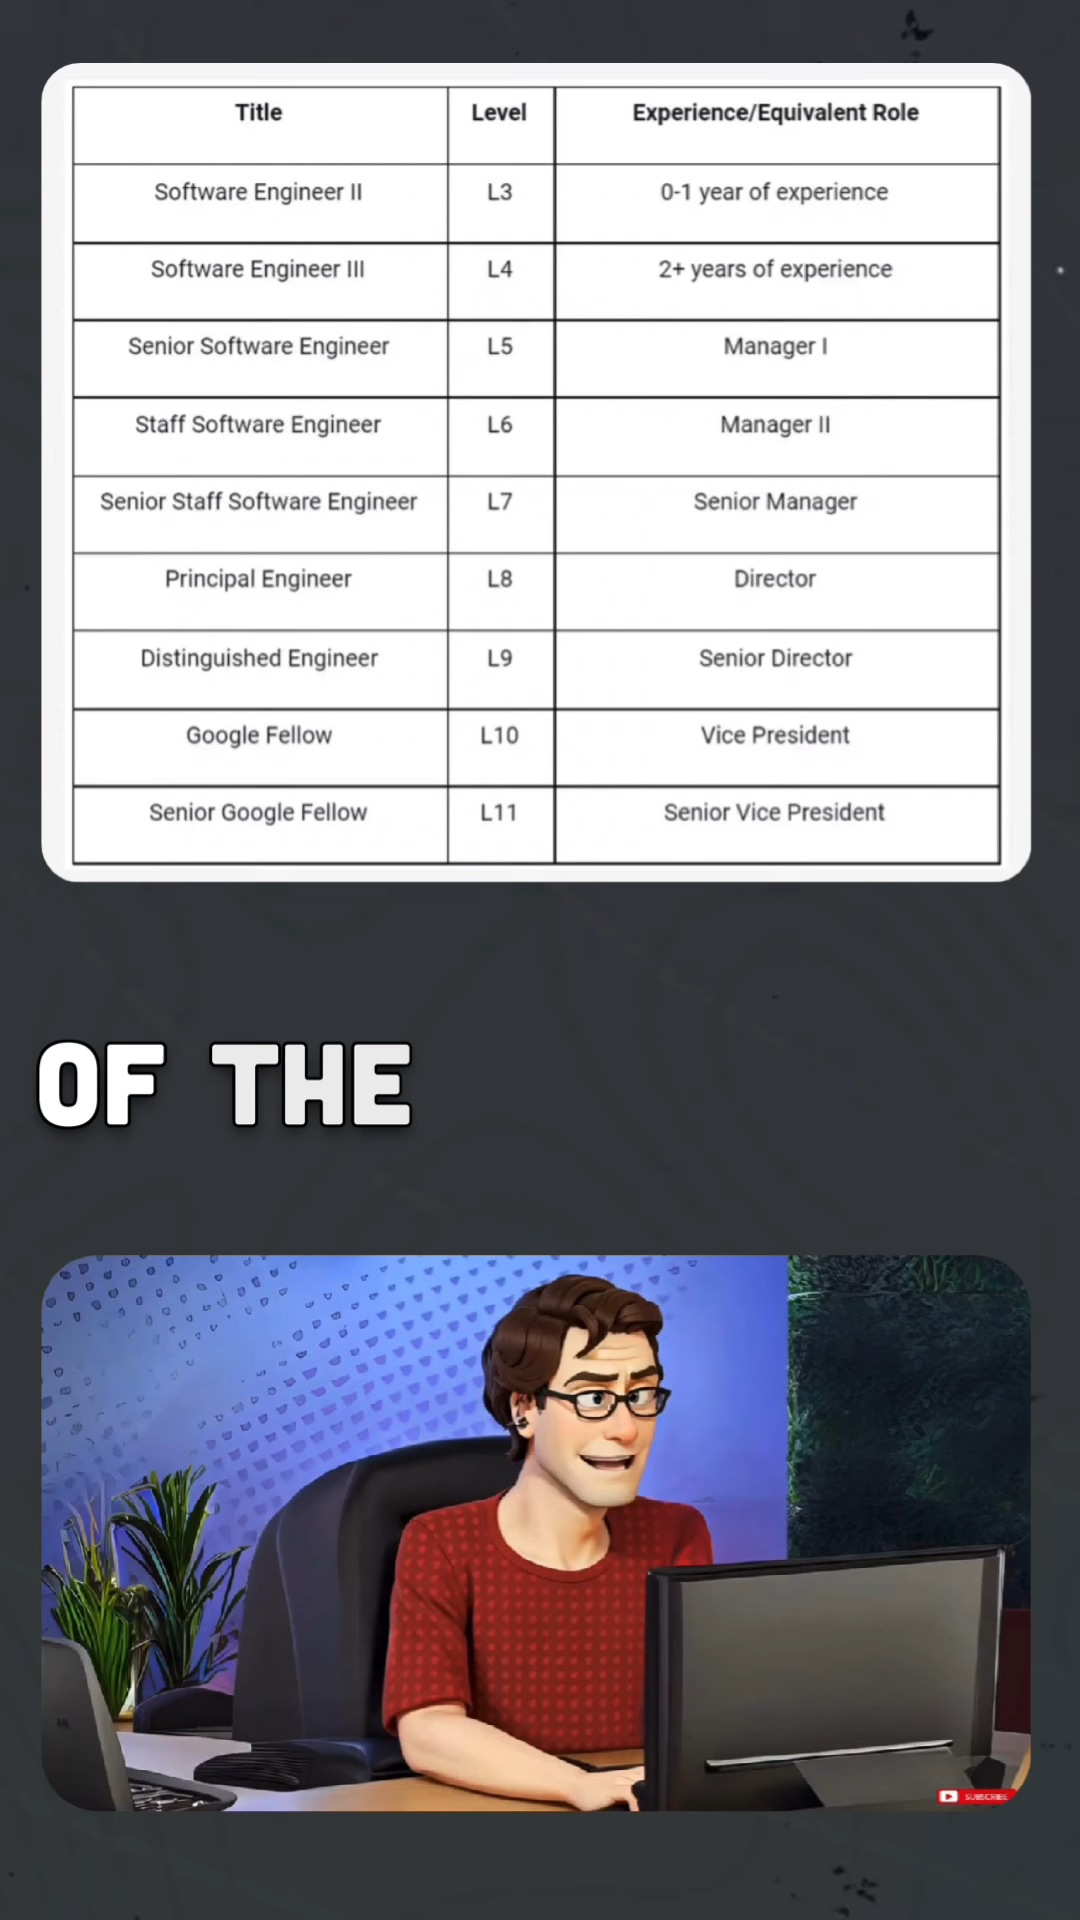 Title Level Experience/Equivalent Role
Software Engineer II L3 0-1 year of experience
Software Engineer III L4 2+ years of experience
Senior Software Engineer L5 Manager I
Staff Software Engineer L6 Manager II
Senior Staff Software Engineer L7 Senior Manager
Principal Engineer L8 Director
Distinguished Engineer L9 Senior Director
Google Fellow L10 Vice President
Senior Google Fellow L11 Senior Vice President
OF THE
SUBSCRIBE